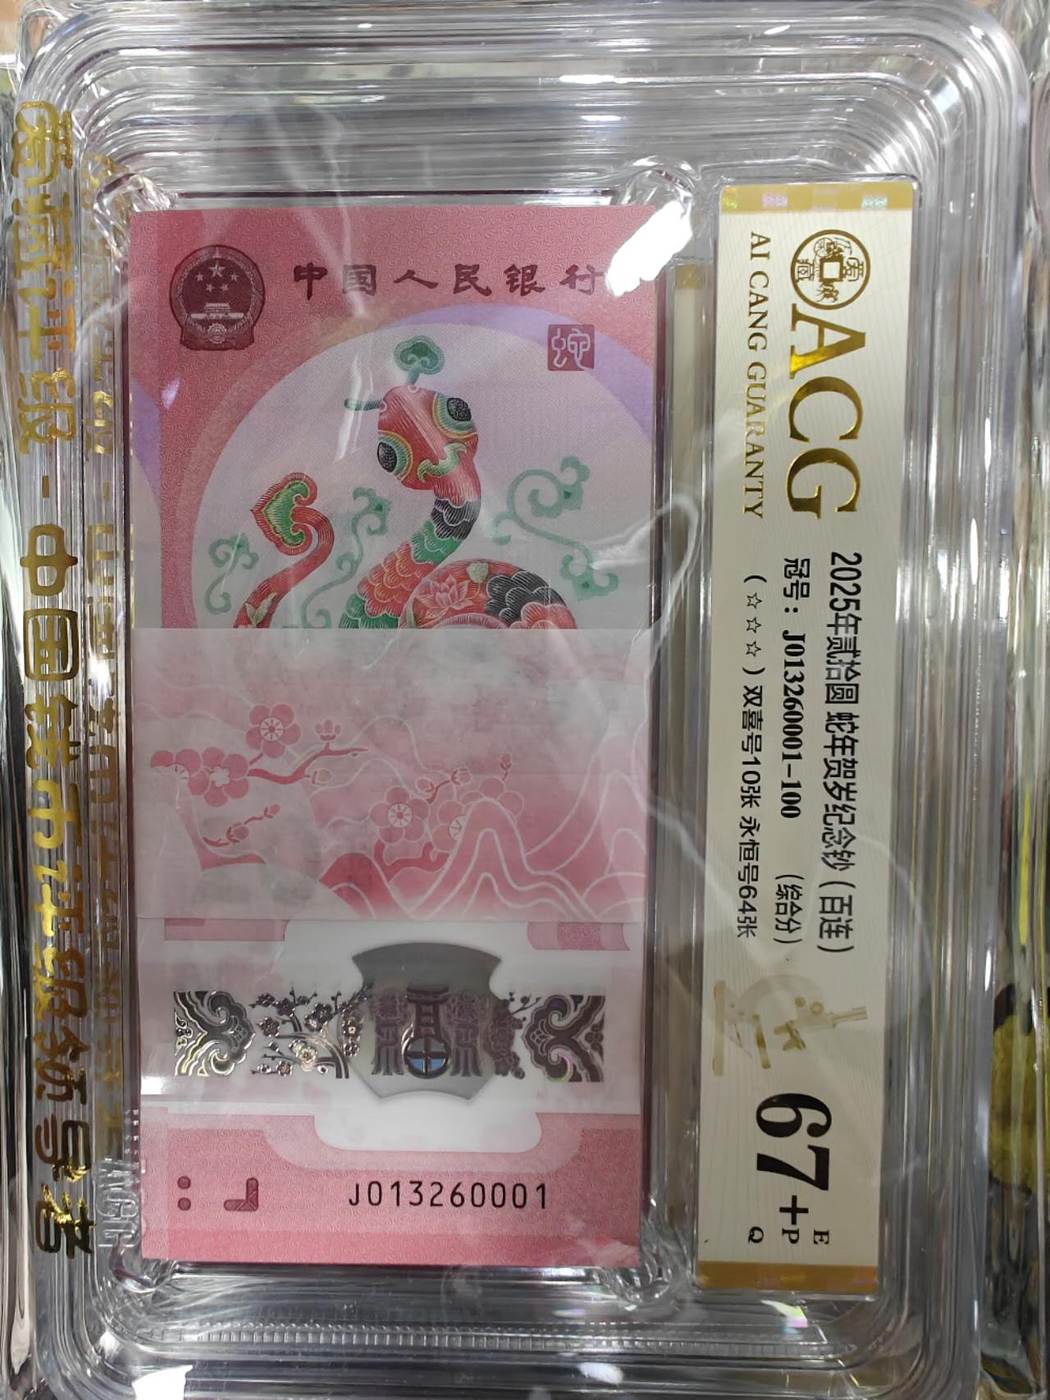 中国人民银行
J013260001
ACG
AI CANG GUARANTY
2025年贰拾圆 蛇年贺岁纪念钞（百连）
冠号：J013260001-100 （综合分）
（☆☆☆）双喜号10张 永恒号64张
67+
E
P
Q
爱藏评级-中国钱币评级领导者